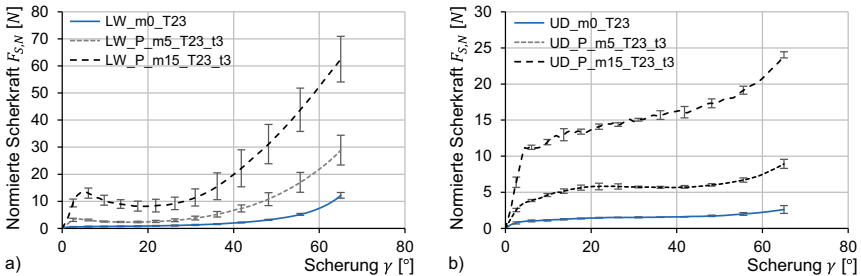 Normierte Scherkraft F_{S,N} [N]
80
70
60
50
40
30
20
10
0
LW_m0_T23
LW_P_m5_T23_t3
LW_P_m15_T23_t3
0 20 40 60 80
a) Scherung γ [°]
Normierte Scherkraft F_{S,N} [N]
30
25
20
15
10
5
0
UD_m0_T23
UD_P_m5_T23_t3
UD_P_m15_T23_t3
0 20 40 60 80
b) Scherung γ [°]